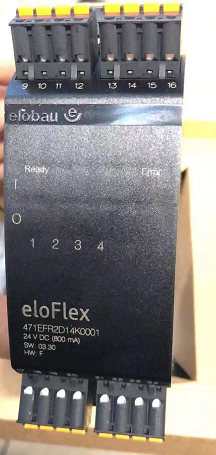 9 10 11 12 13 14 15 16
elobau e
Ready Error
I
O
1 2 3 4
eloFlex
471EFR2D14K0001
24 V DC (800 mA)
SW: 03.30
HW: F